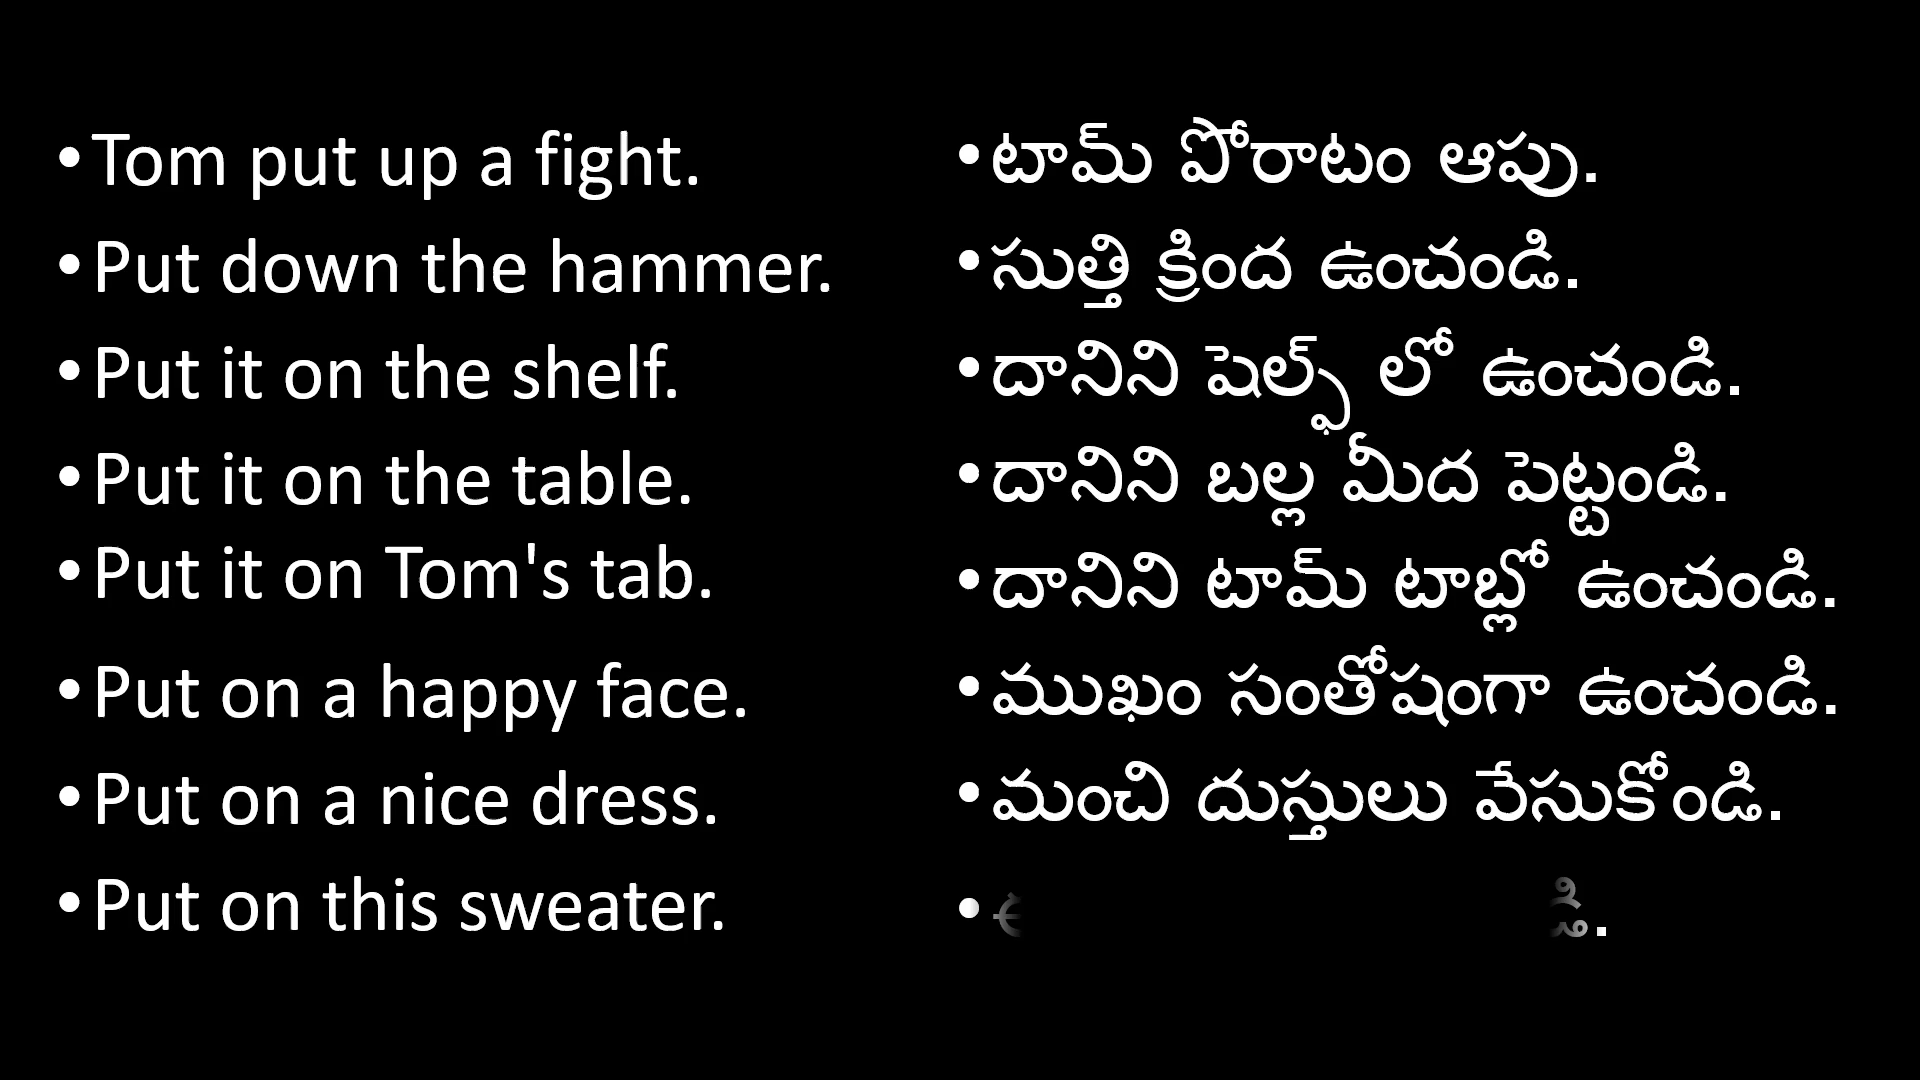 • Tom put up a fight.
• Put down the hammer.
• Put it on the shelf.
• Put it on the table.
• Put it on Tom's tab.
• Put on a happy face.
• Put on a nice dress.
• Put on this sweater.
• టామ్ పోరాటం ఆపు.
• సుత్తి క్రింద ఉంచండి.
• దానిని షెల్ఫ్ లో ఉంచండి.
• దానిని బల్ల మీద పెట్టండి.
• దానిని టామ్ టాబ్లో ఉంచండి.
• ముఖం సంతోషంగా ఉంచండి.
• మంచి దుస్తులు వేసుకోండి.